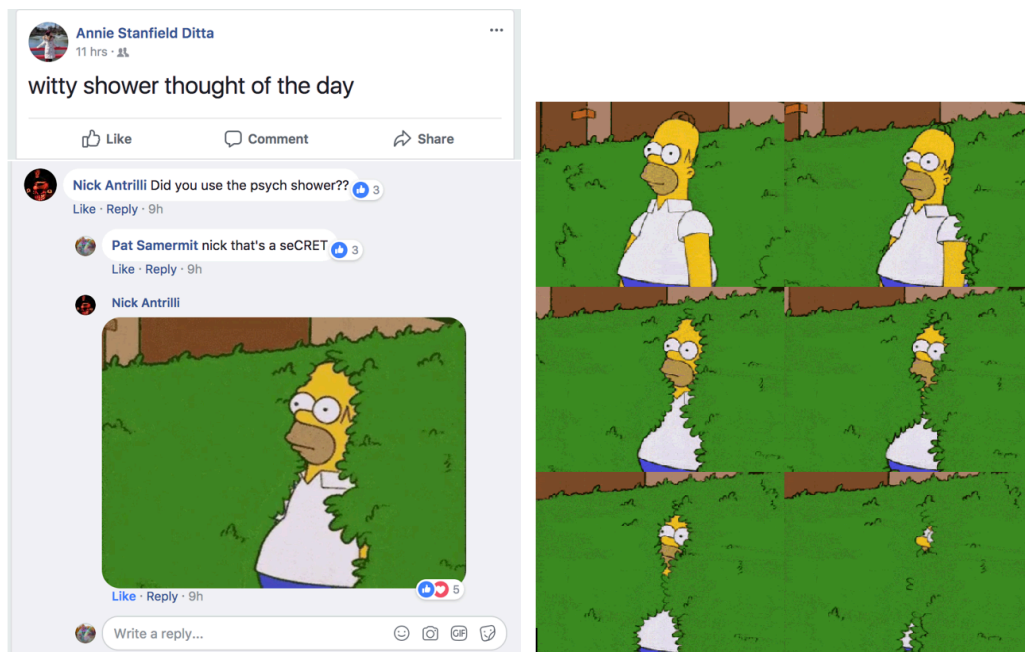 Annie Stanfield Ditta
11 hrs ·
witty shower thought of the day
Like Comment Share
Nick Antrilli Did you use the psych shower?? 3
Like · Reply · 9h
Pat Samermit nick that's a seCRET 3
Like · Reply · 9h
Nick Antrilli
Like · Reply · 9h 5
Write a reply... GIF